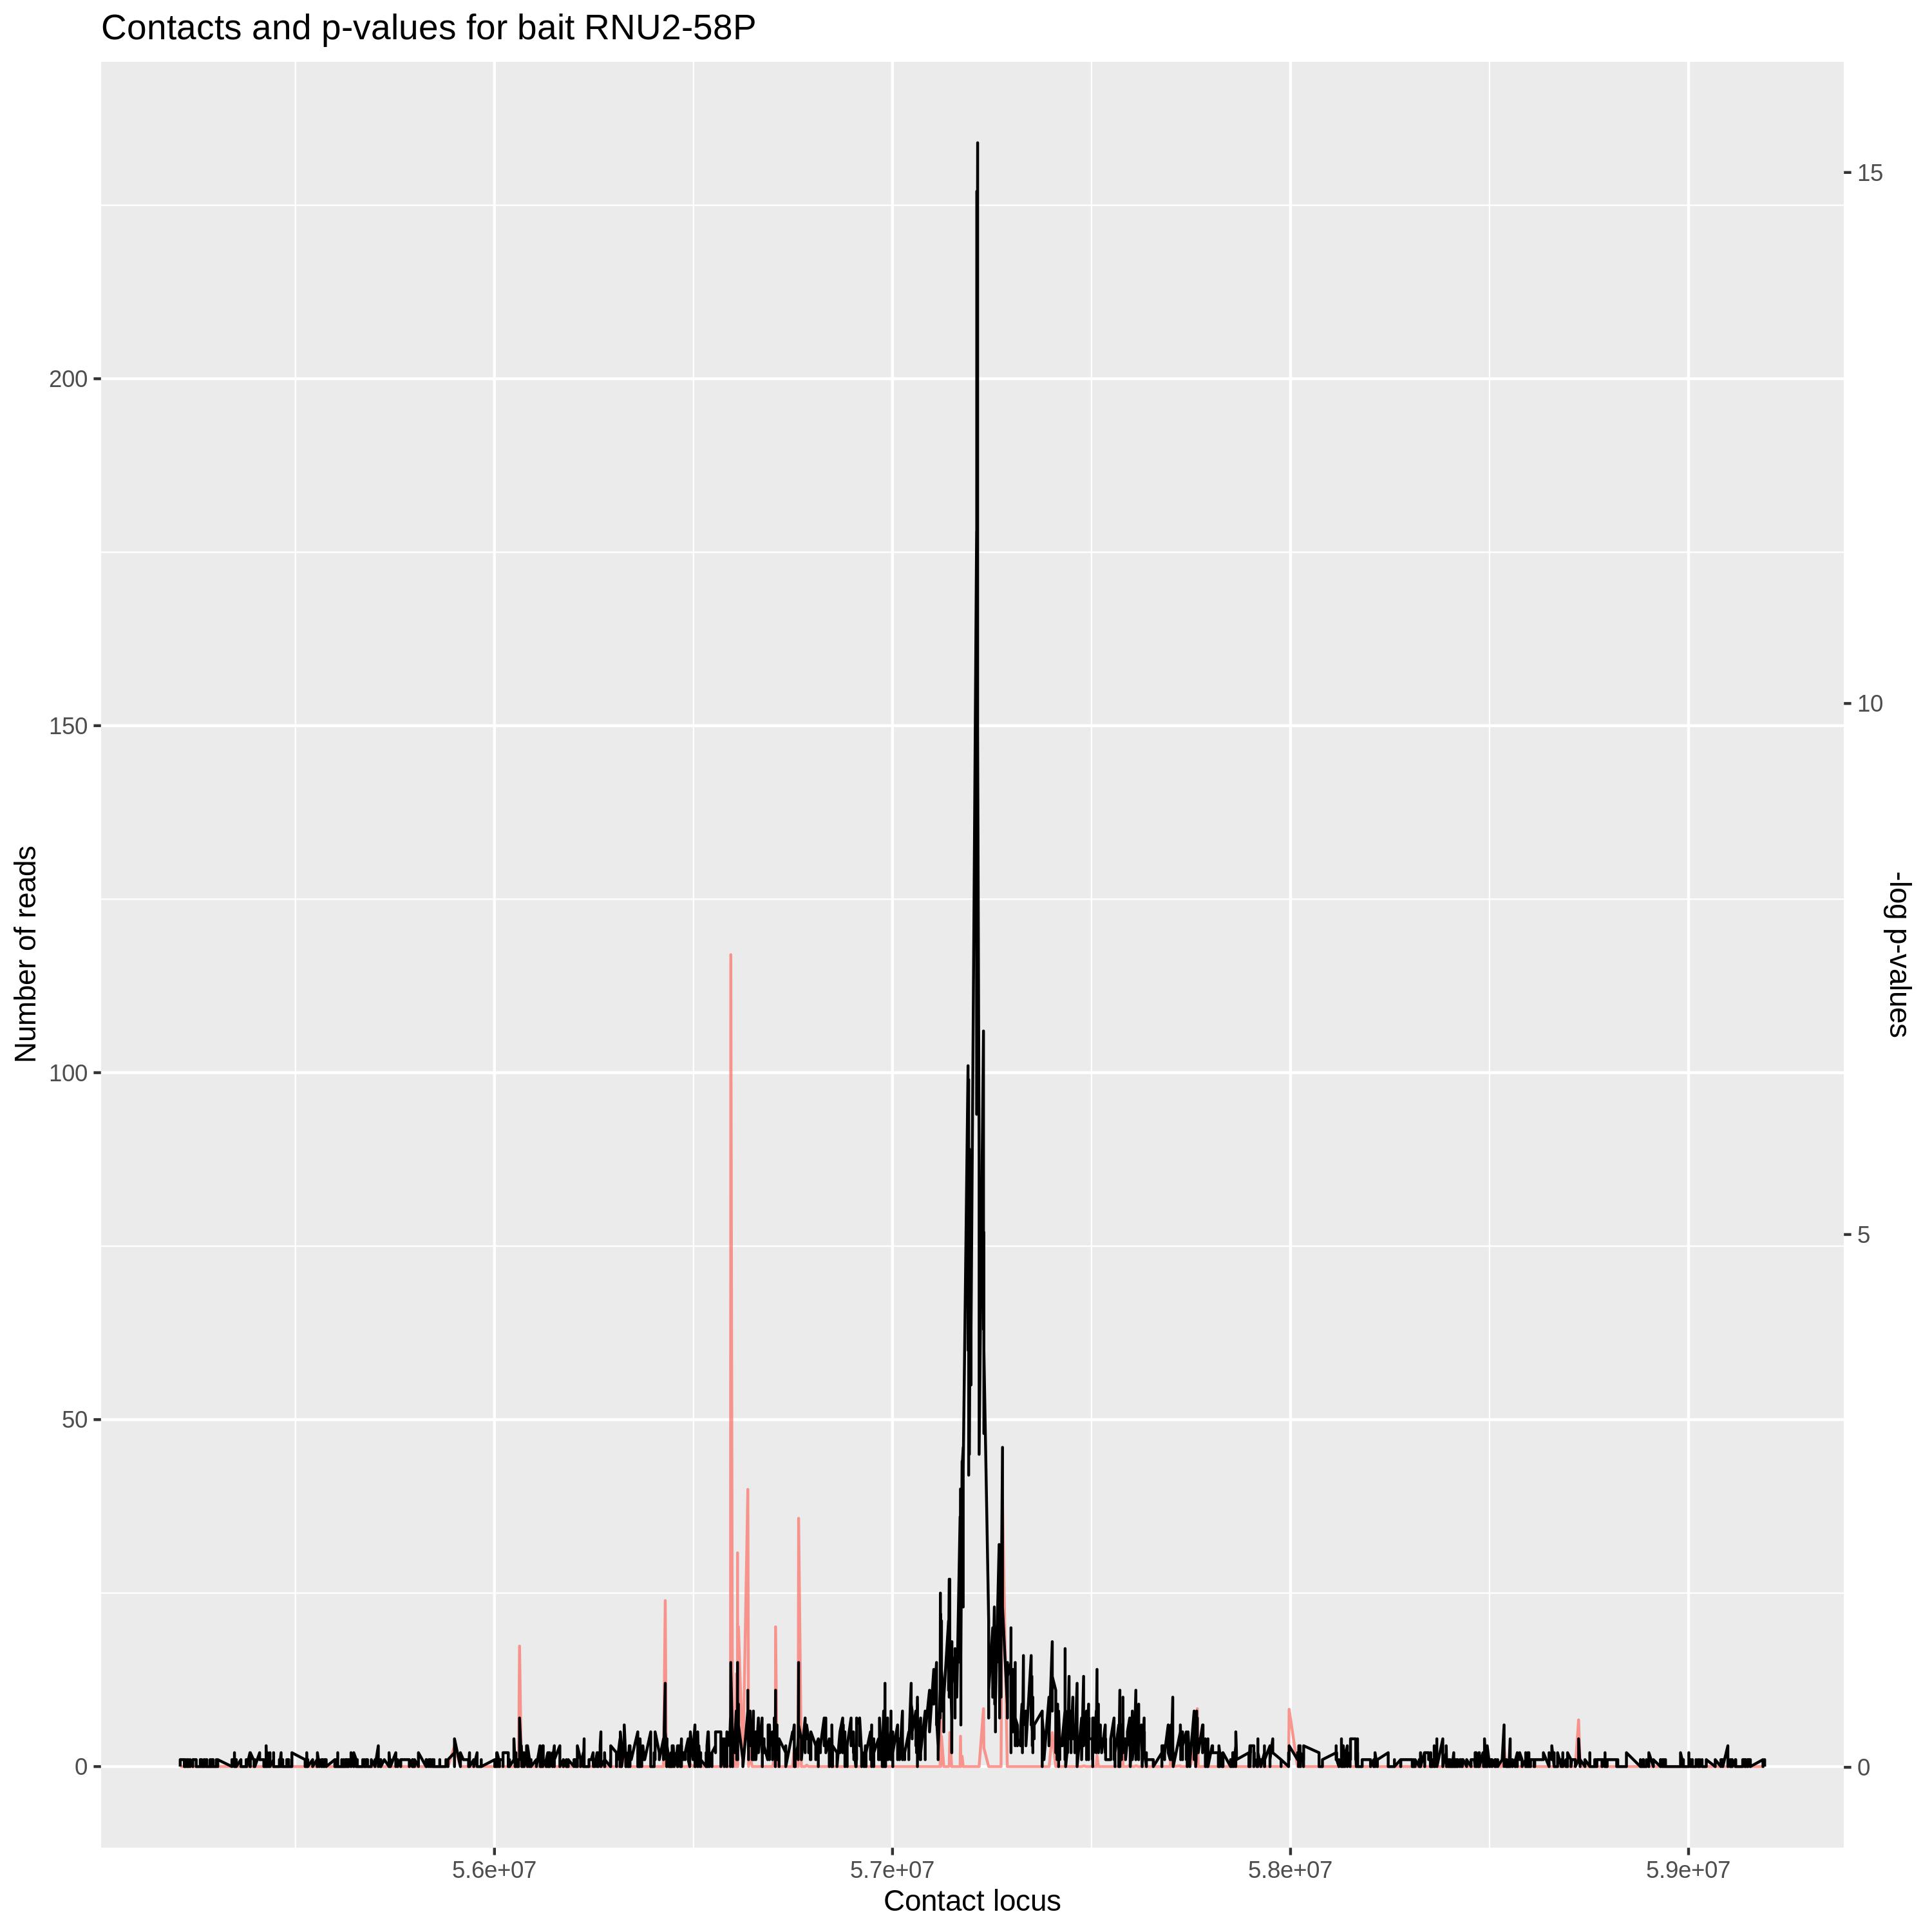 Contacts and p-values for bait RNU2-58P
200
150
100
50
0
Number of reads
15
10
5
0
-log p-values
5.6e+07
5.7e+07
5.8e+07
5.9e+07
Contact locus